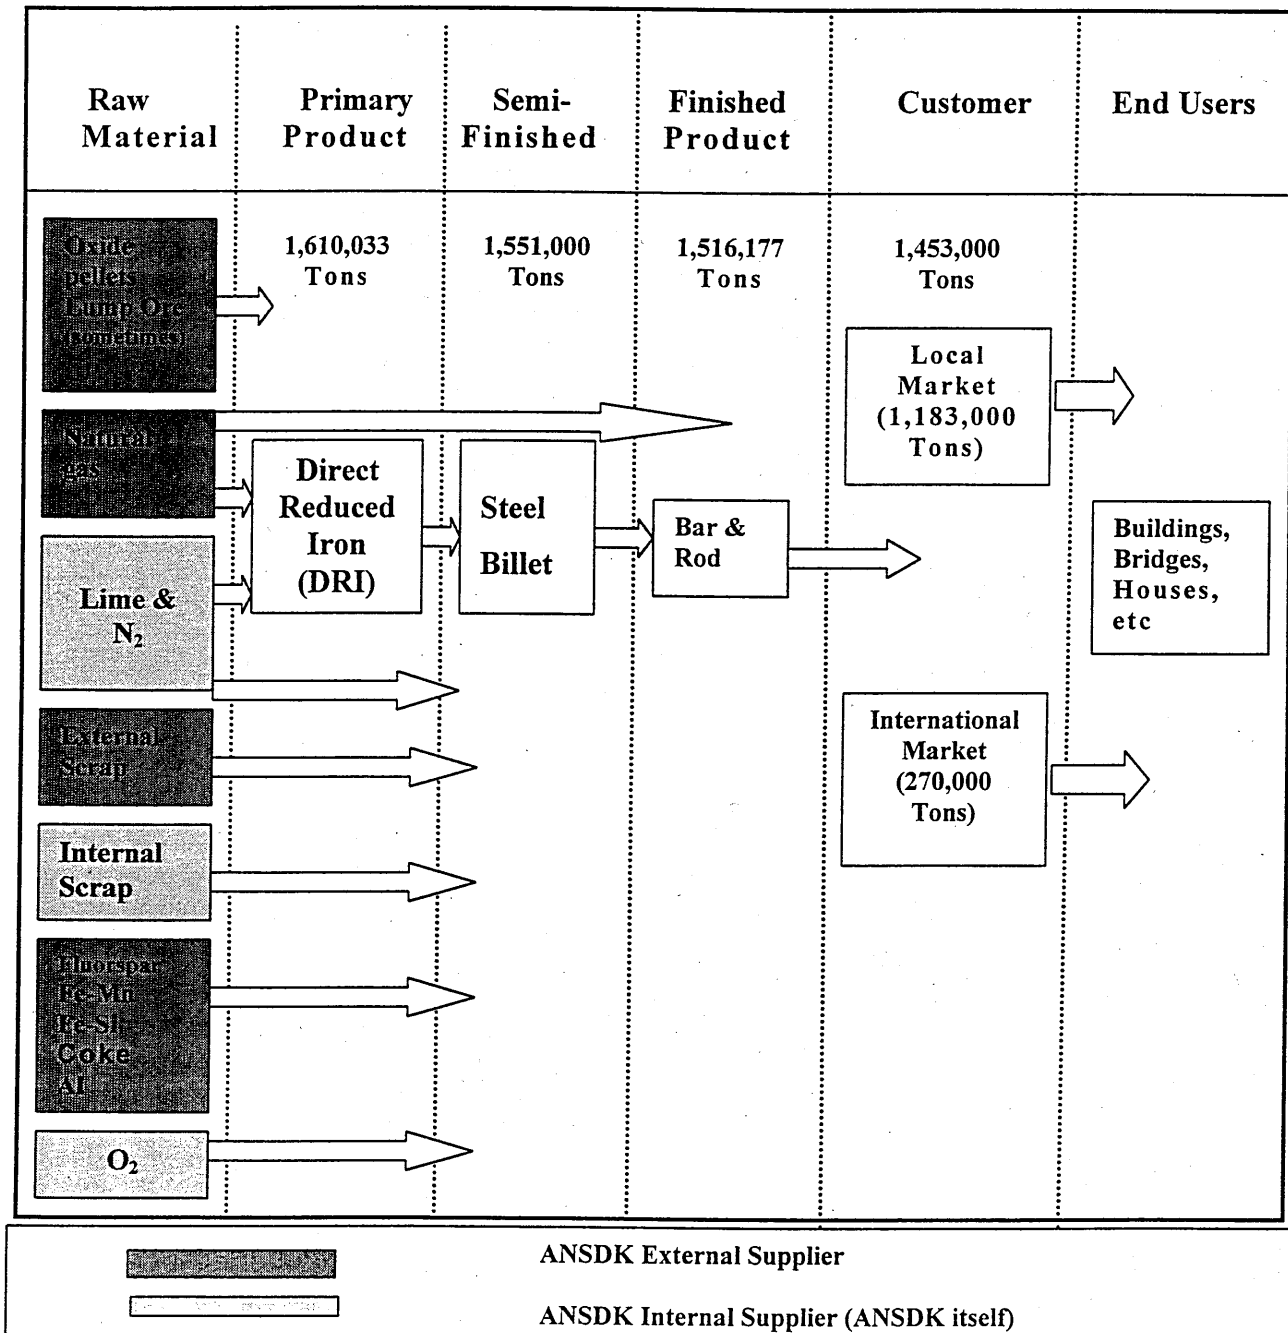 Raw
Material
Primary
Product
Semi-
Finished
Finished
Product
Customer
End Users
Oxide
pellets
Lump Ore
(sometimes)
1,610,033
Tons
1,551,000
Tons
1,516,177
Tons
1,453,000
Tons
Local
Market
(1,183,000
Tons)
Natural
gas
Direct
Reduced
Iron
(DRI)
Steel
Billet
Bar &
Rod
Buildings,
Bridges,
Houses,
etc
Lime &
N₂
External
Scrap
International
Market
(270,000
Tons)
Internal
Scrap
Fluorspar
Fe-Mn
Fe-Si
Coke
Al
O₂
ANSDK External Supplier
ANSDK Internal Supplier (ANSDK itself)